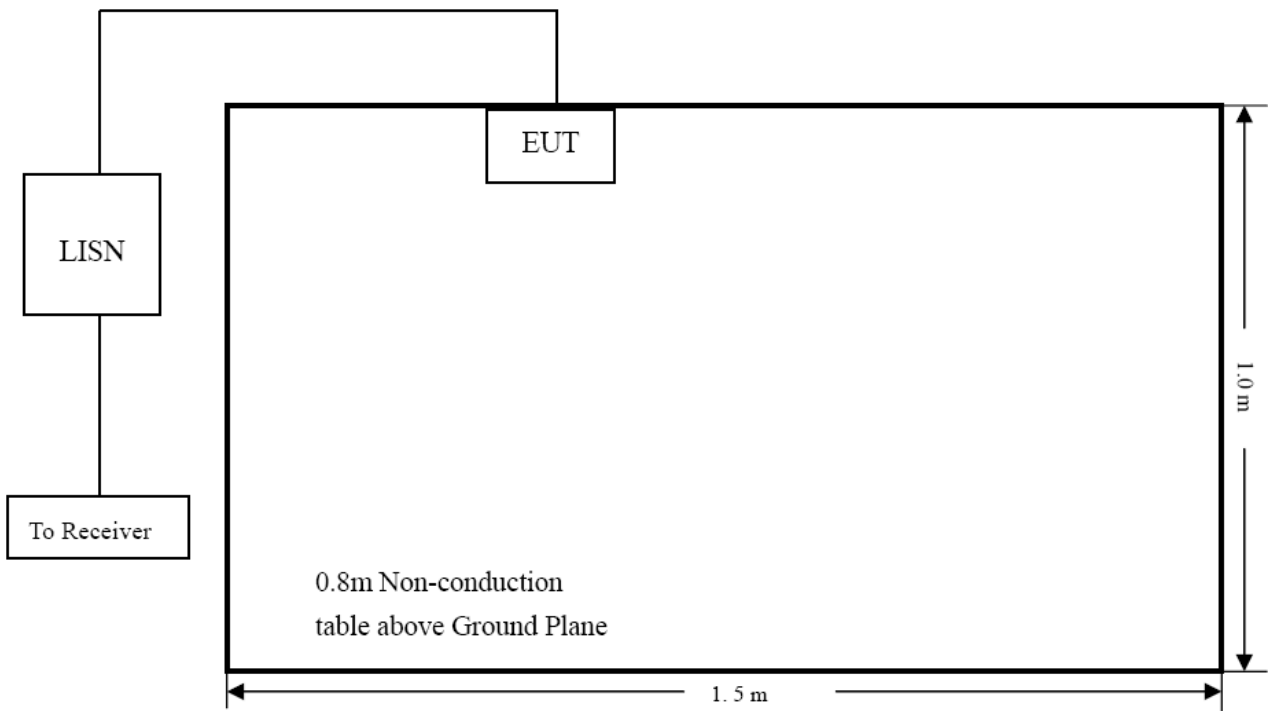 EUT
LISN
1.0 m
To Receiver
0.8m Non-conduction
table above Ground Plane
1. 5 m